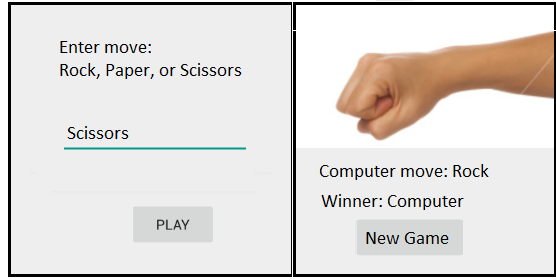 Enter move:
Rock, Paper, or Scissors
Scissors
PLAY
Computer move: Rock
Winner: Computer
New Game